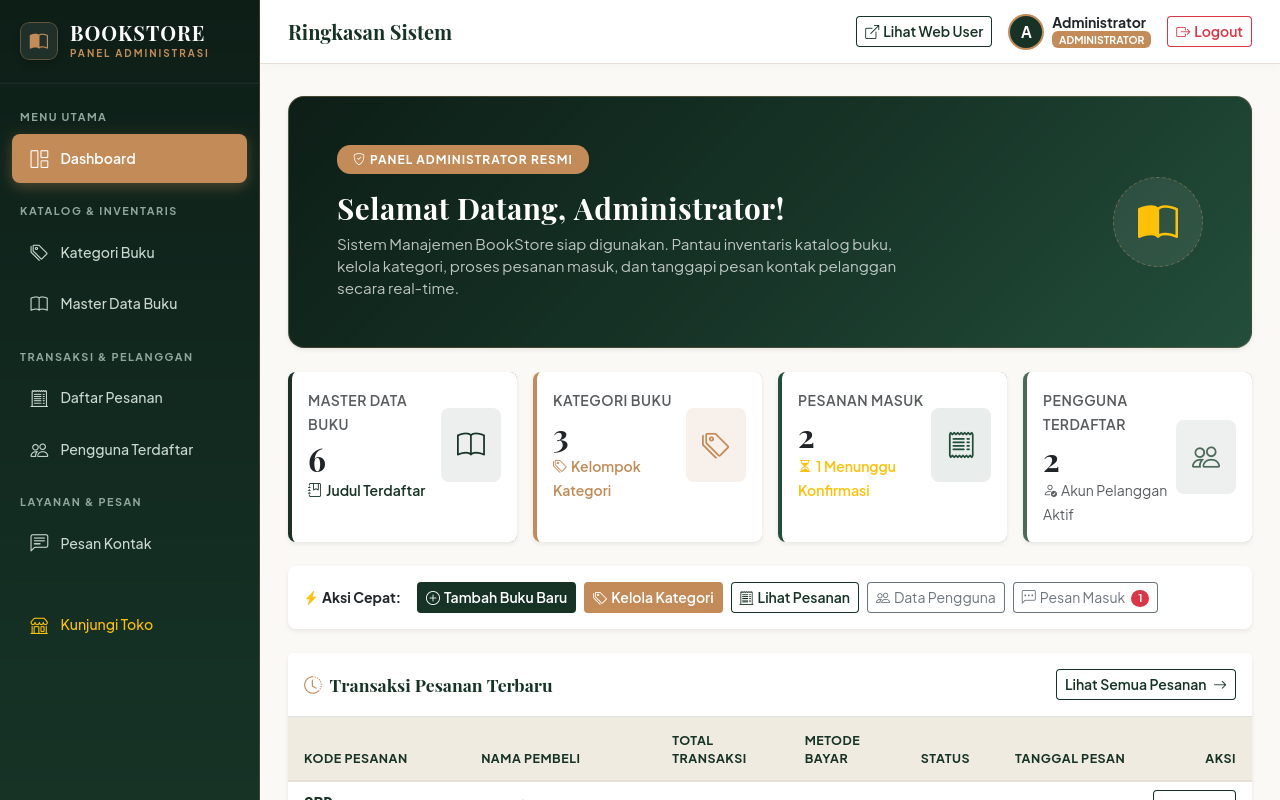 BOOKSTORE
PANEL ADMINISTRASI
MENU UTAMA
Dashboard
KATALOG & INVENTARIS
Kategori Buku
Master Data Buku
TRANSAKSI & PELANGGAN
Daftar Pesanan
Pengguna Terdaftar
LAYANAN & PESAN
Pesan Kontak
Kunjungi Toko
Ringkasan Sistem
Lihat Web User
A
Administrator
ADMINISTRATOR
Logout
PANEL ADMINISTRATOR RESMI
Selamat Datang, Administrator!
Sistem Manajemen BookStore siap digunakan. Pantau inventaris katalog buku,
kelola kategori, proses pesanan masuk, dan tanggapi pesan kontak pelanggan
secara real-time.
MASTER DATA
BUKU
6
Judul Terdaftar
KATEGORI BUKU
3
Kelompok
Kategori
PESANAN MASUK
2
1 Menunggu
Konfirmasi
PENGGUNA
TERDAFTAR
2
Akun Pelanggan
Aktif
Aksi Cepat:
Tambah Buku Baru
Kelola Kategori
Lihat Pesanan
Data Pengguna
Pesan Masuk 1
Transaksi Pesanan Terbaru
Lihat Semua Pesanan
KODE PESANAN
NAMA PEMBELI
TOTAL
TRANSAKSI
METODE
BAYAR
STATUS
TANGGAL PESAN
AKSI